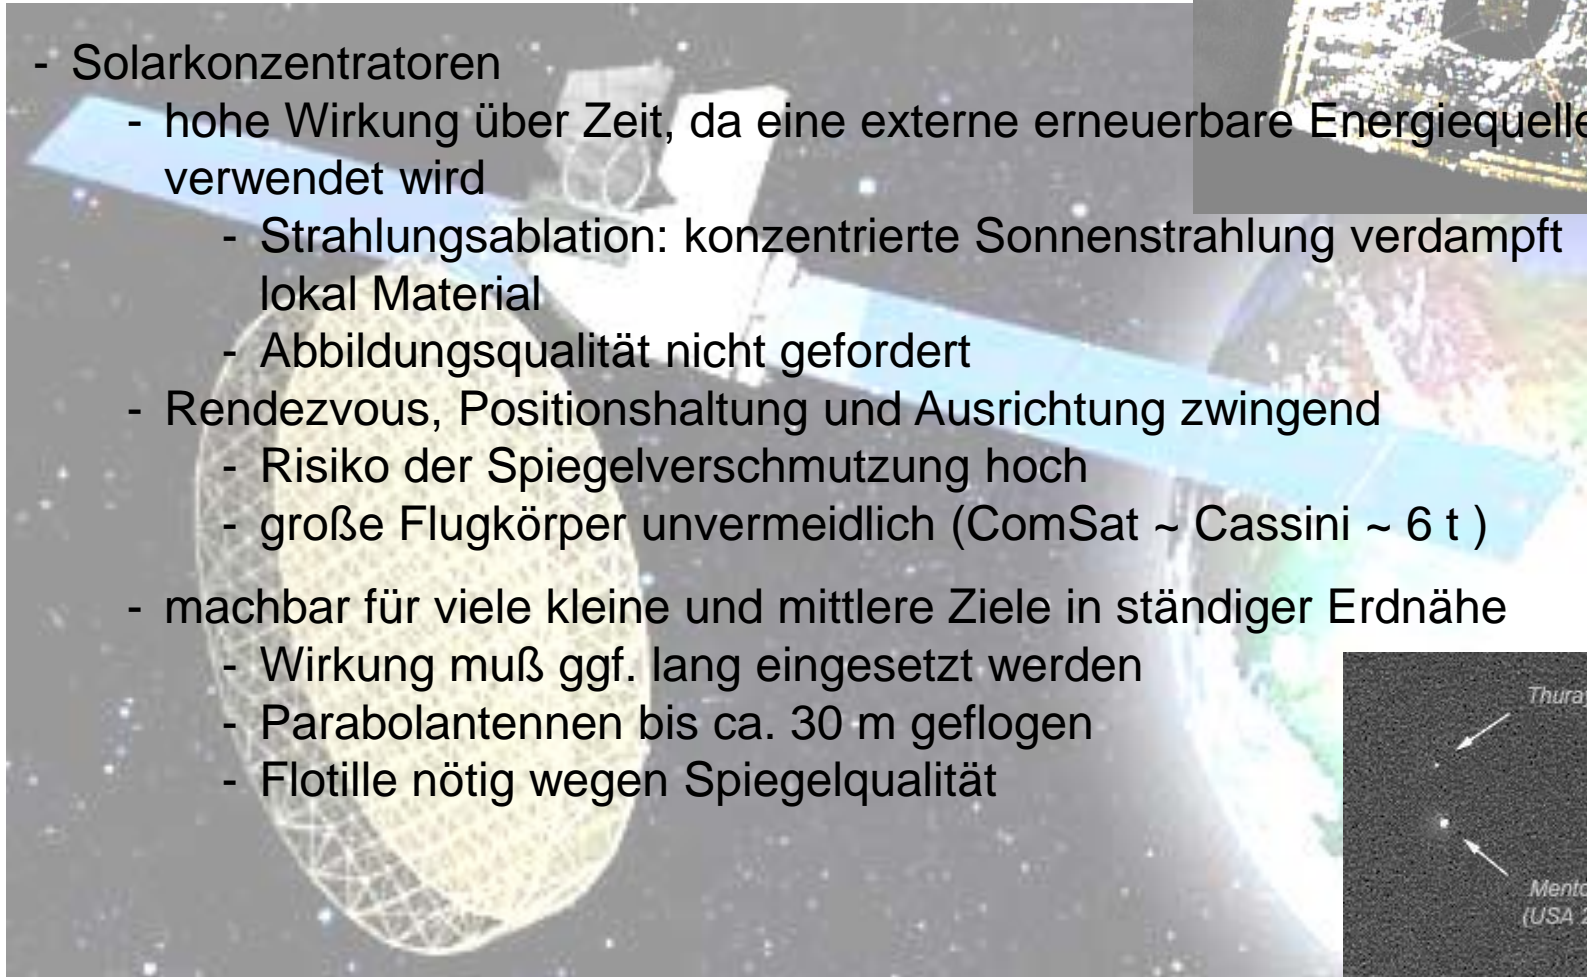 - Solarkonzentratoren
- hohe Wirkung über Zeit, da eine externe erneuerbare Energiequelle
verwendet wird
- Strahlungsablation: konzentrierte Sonnenstrahlung verdampft
lokal Material
- Abbildungsqualität nicht gefordert
- Rendezvous, Positionshaltung und Ausrichtung zwingend
- Risiko der Spiegelverschmutzung hoch
- große Flugkörper unvermeidlich (ComSat ~ Cassini ~ 6 t )
- machbar für viele kleine und mittlere Ziele in ständiger Erdnähe
- Wirkung muß ggf. lang eingesetzt werden
- Parabolantennen bis ca. 30 m geflogen
- Flotille nötig wegen Spiegelqualität
(USA